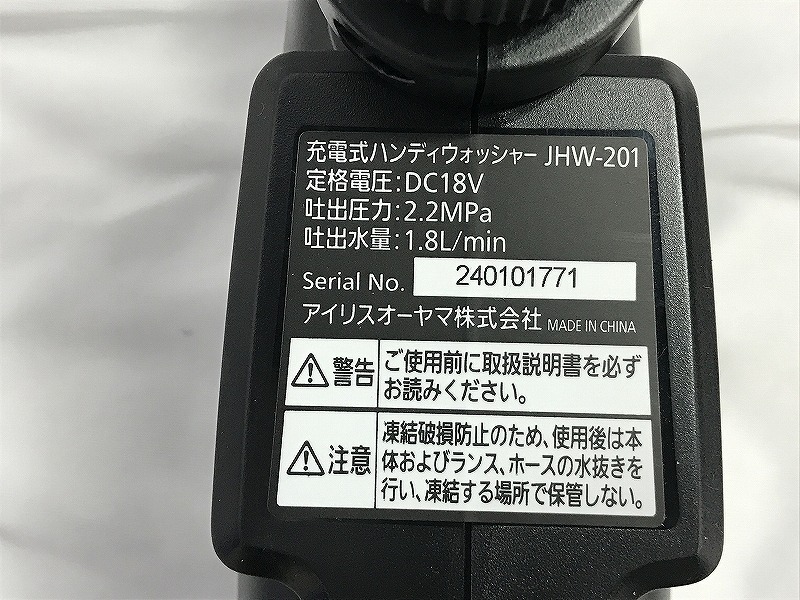 充電式ハンディウォッシャー JHW-201
定格電圧:DC18V
吐出圧力:2.2MPa
吐出水量:1.8L/min
Serial No. 240101771
アイリスオーヤマ株式会社 MADE IN CHINA
警告
ご使用前に取扱説明書を必ず
お読みください。
注意
凍結破損防止のため、使用後は本
体およびランス、ホースの水抜きを
行い、凍結する場所で保管しない。